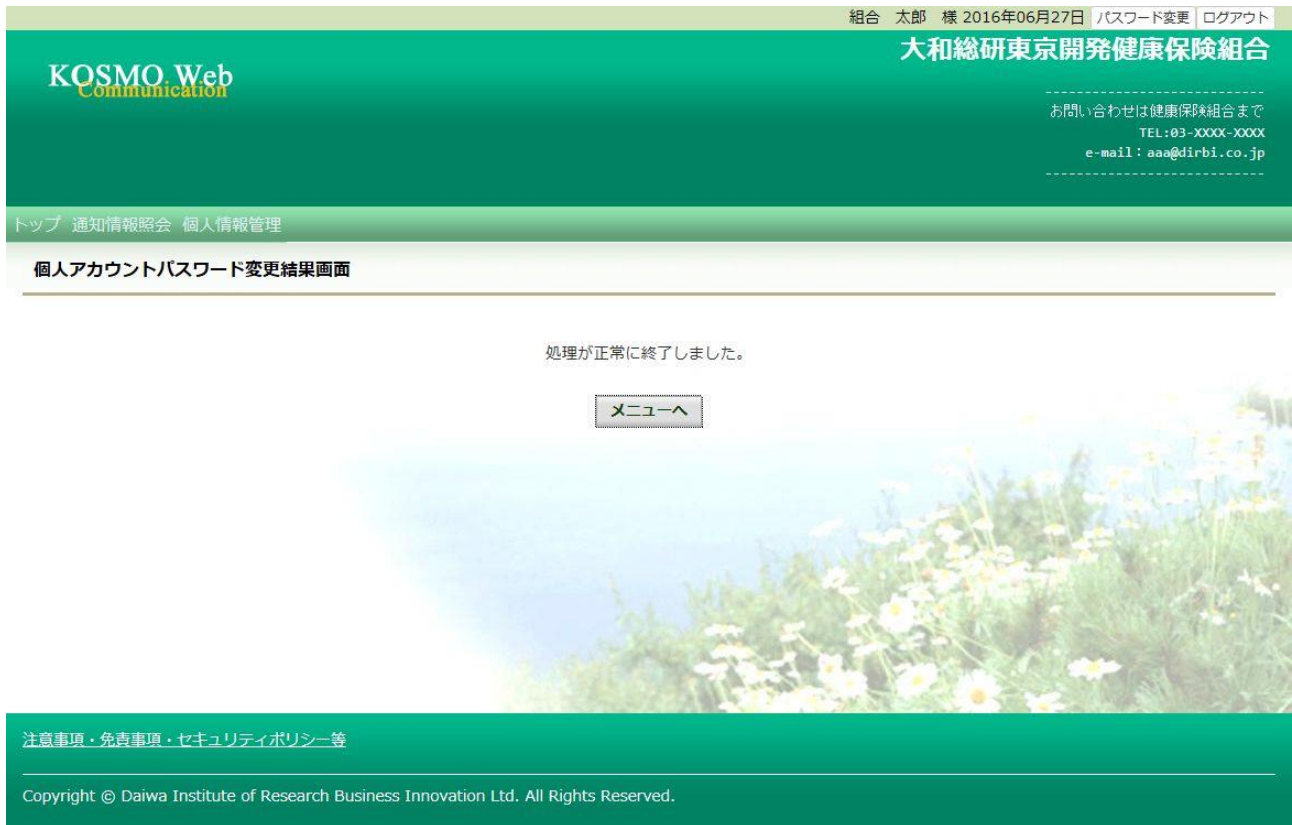 組合 太郎 様 2016年06月27日 パスワード変更 ログアウト
大和総研東京開発健康保険組合
KOSMO Web
Communication
お問い合わせは健康保険組合まで
TEL:03-XXXX-XXXX
e-mail：aaa@dirbi.co.jp
トップ 通知情報照会 個人情報管理
個人アカウントパスワード変更結果画面
処理が正常に終了しました。
メニューへ
注意事項・免責事項・セキュリティポリシー等
Copyright © Daiwa Institute of Research Business Innovation Ltd. All Rights Reserved.